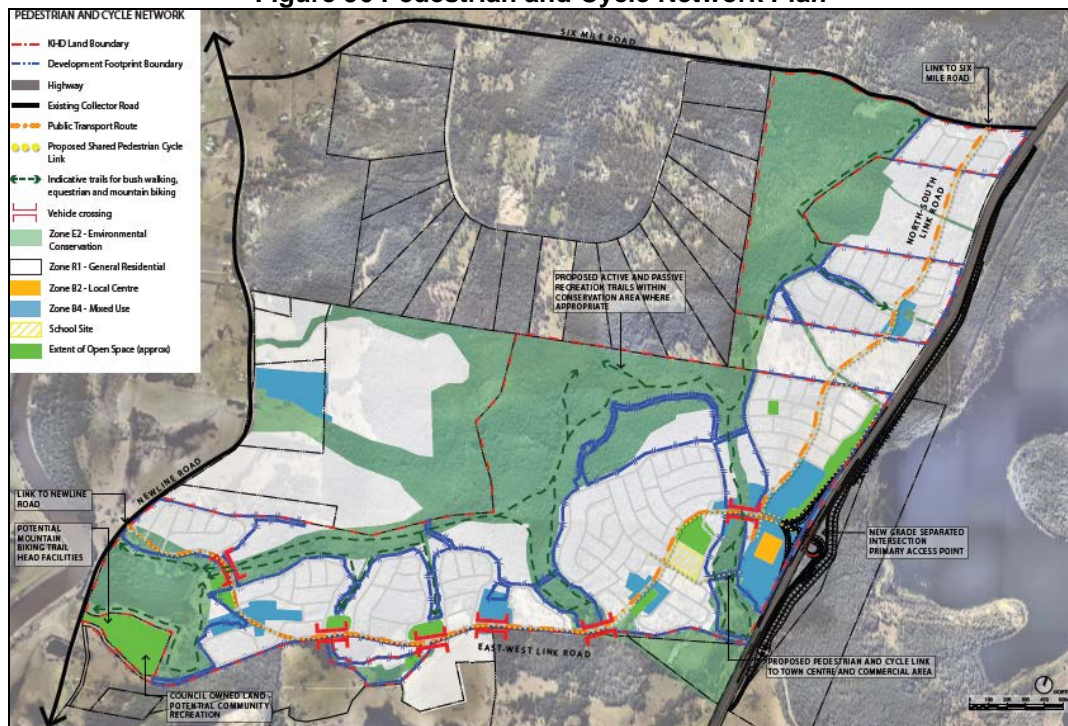 Figure 30 Pedestrian and Cycle Network Plan
PEDESTRIAN AND CYCLE NETWORK
KHD Land Boundary
Development Footprint Boundary
Highway
Existing Collector Road
Public Transport Route
Proposed Shared Pedestrian Cycle
Link
Indicative trails for bush walking,
equestrian and mountain biking
Vehicle crossing
Zone E2 - Environmental
Conservation
Zone R1 - General Residential
Zone B2 - Local Centre
Zone B4 - Mixed Use
School Site
Extent of Open Space (approx)
SIX MILE ROAD
LINK TO SIX
MILE ROAD
NORTH-SOUTH
LINK ROAD
PROPOSED ACTIVE AND PASSIVE
RECREATION TRAILS WITHIN
CONSERVATION AREA WHERE
APPROPRIATE
NEWLINE ROAD
LINK TO NEWLINE
ROAD
POTENTIAL
MOUNTAIN
BIKING TRAIL
HEAD FACILITIES
NEW GRADE SEPARATED
INTERSECTION
PRIMARY ACCESS POINT
EAST-WEST LINK ROAD
PROPOSED PEDESTRIAN AND CYCLE LINK
TO TOWN CENTRE AND COMMERCIAL AREA
COUNCIL OWNED LAND -
POTENTIAL COMMUNITY
RECREATION
NORTH